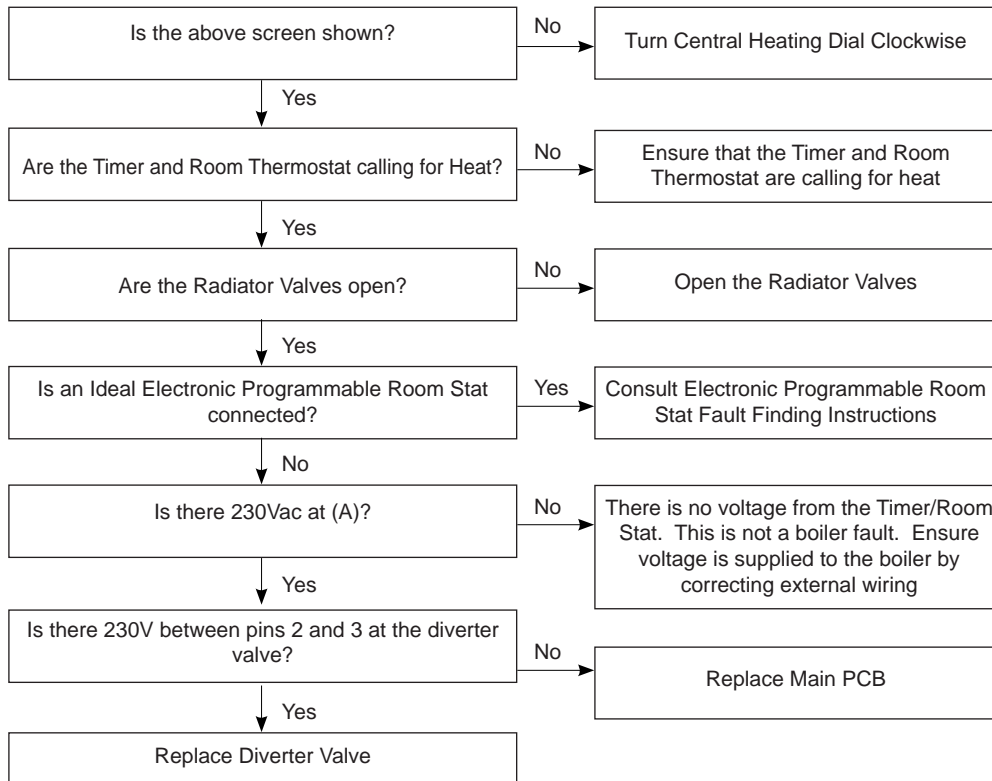 Is the above screen shown?
No
Turn Central Heating Dial Clockwise
Yes
Are the Timer and Room Thermostat calling for Heat?
No
Ensure that the Timer and Room
Thermostat are calling for heat
Yes
Are the Radiator Valves open?
No
Open the Radiator Valves
Yes
Is an Ideal Electronic Programmable Room Stat
connected?
Yes
Consult Electronic Programmable Room
Stat Fault Finding Instructions
No
Is there 230Vac at (A)?
No
There is no voltage from the Timer/Room
Stat.  This is not a boiler fault.  Ensure
voltage is supplied to the boiler by
correcting external wiring
Yes
Is there 230V between pins 2 and 3 at the diverter
valve?
No
Replace Main PCB
Yes
Replace Diverter Valve